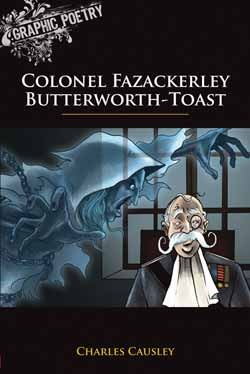 GRAPHIC POETRY
COLONEL FAZACKERLEY
BUTTERWORTH-TOAST
CHARLES CAUSLEY